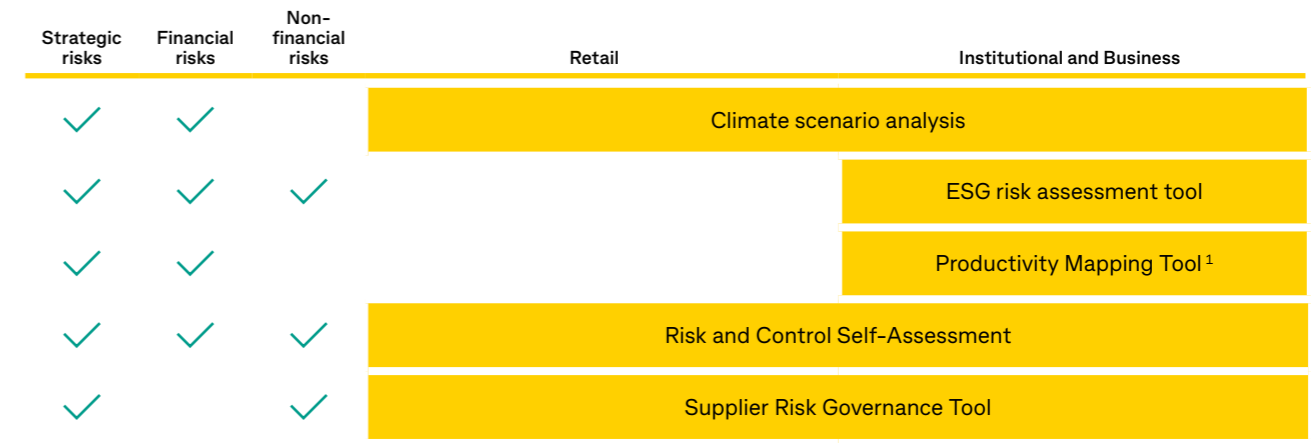 Strategic risks
Financial risks
Non-financial risks
Retail
Institutional and Business
Climate scenario analysis
ESG risk assessment tool
Productivity Mapping Tool 1
Risk and Control Self-Assessment
Supplier Risk Governance Tool